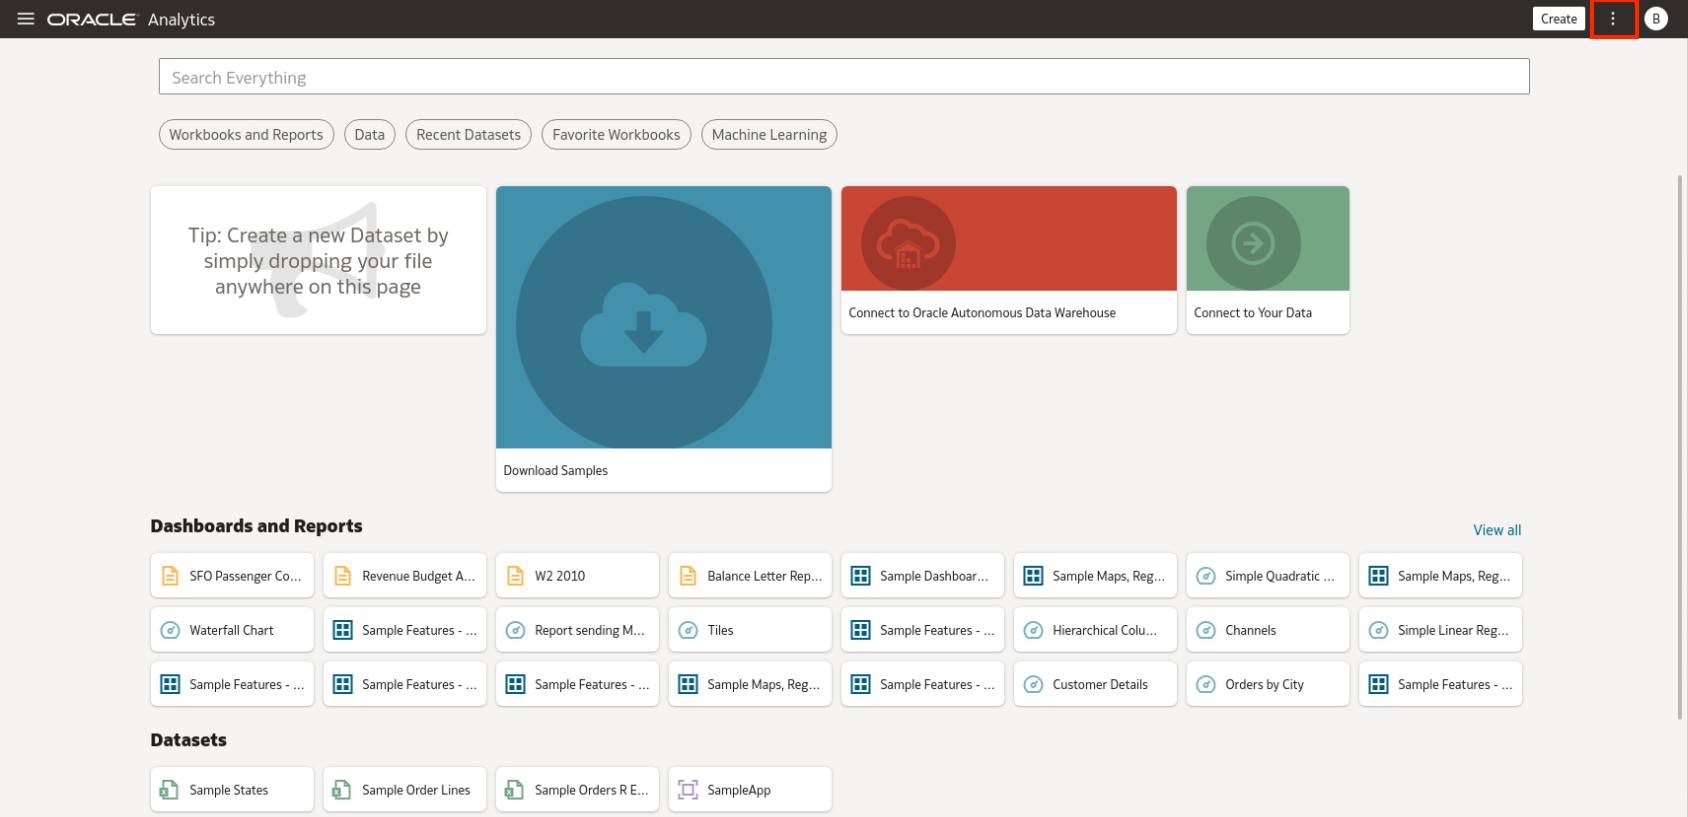 ORACLE Analytics
Create
B
Search Everything
Workbooks and Reports
Data
Recent Datasets
Favorite Workbooks
Machine Learning
Tip: Create a new Dataset by
simply dropping your file
anywhere on this page
Download Samples
Connect to Oracle Autonomous Data Warehouse
Connect to Your Data
Dashboards and Reports
View all
SFO Passenger Co...
Revenue Budget A...
W2 2010
Balance Letter Rep...
Sample Dashboar...
Sample Maps, Reg...
Simple Quadratic ...
Sample Maps, Reg...
Waterfall Chart
Sample Features - ...
Report sending M...
Tiles
Sample Features - ...
Hierarchical Colu...
Channels
Simple Linear Reg...
Sample Features - ...
Sample Features - ...
Sample Features - ...
Sample Maps, Reg...
Sample Features - ...
Customer Details
Orders by City
Sample Features - ...
Datasets
Sample States
Sample Order Lines
Sample Orders R E...
SampleApp